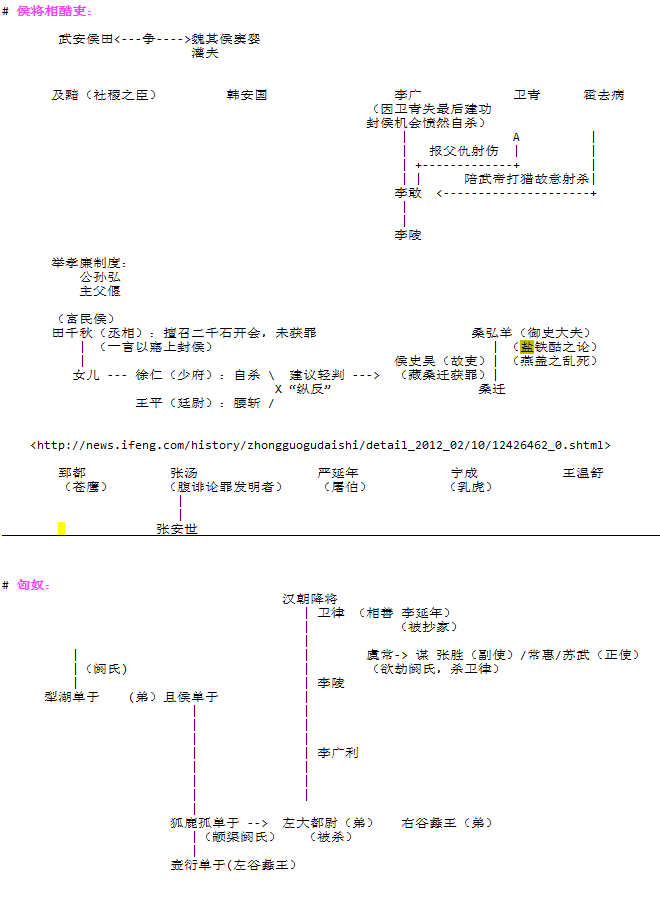 # 侯将相酷吏:
武安侯田<---争---->魏其侯窦婴
灌夫
及黯（社稷之臣） 韩安国 李广 卫青 霍去病
（因卫青失最后建功
封侯机会愤然自杀）
A
报父仇射伤
+-------------+
陪武帝打猎故意射杀
李敢 <---------------------+
李陵
举孝廉制度:
公孙弘
主父偃
（富民侯）
田千秋（丞相）: 擅召二千石开会，未获罪 桑弘羊（御史大夫）
（一言以寤上封侯） （盐铁酤之论）
侯史吴（故吏） （燕盖之乱死）
女儿 --- 徐仁（少府）: 自杀 \ 建议轻判 ---> （藏桑迁获罪）
X “纵反” 桑迁
王平（廷尉）: 腰斩 /
<http://news.ifeng.com/history/zhongguogudaishi/detail_2012_02/10/12426462_0.shtml>
郅都 张汤 严延年 宁成 王温舒
（苍鹰） （腹诽论罪发明者） （屠伯） （乳虎）
张安世
# 匈奴:
汉朝降将
卫律 （相善 李延年）
（被抄家）
虞常-> 谋 张胜（副使）/常惠/苏武（正使）
（阏氏） （欲劫阏氏，杀卫律）
李陵
犁湖单于 （弟）且侯单于
李广利
狐鹿孤单于 --> 左大都尉（弟） 右谷蠡王（弟）
（颛渠阏氏） （被杀）
壶衍单于(左谷蠡王）